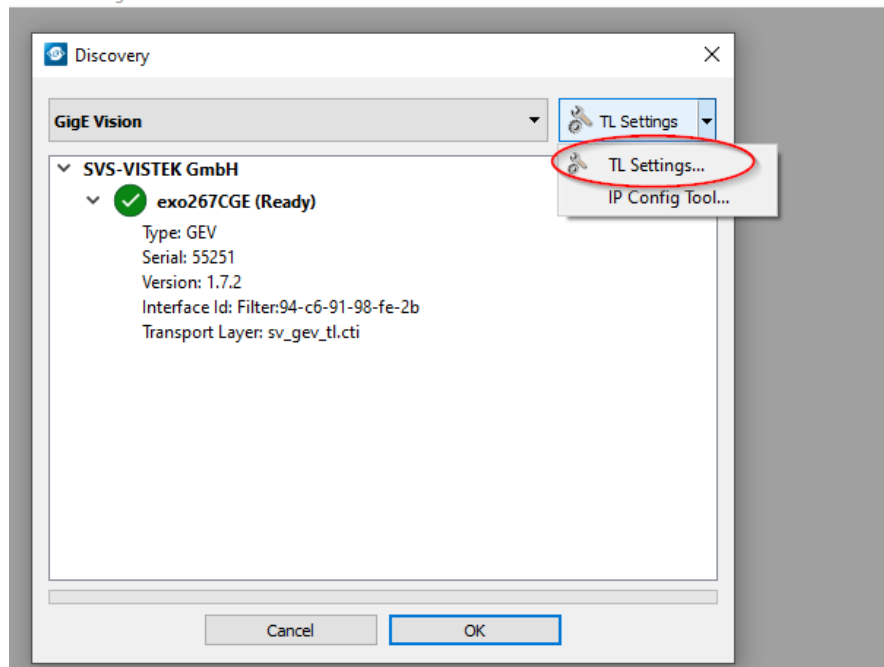 Discovery
GigE Vision
TL Settings
TL Settings...
IP Config Tool...
SVS-VISTEK GmbH
exo267CGE (Ready)
Type: GEV
Serial: 55251
Version: 1.7.2
Interface Id: Filter:94-c6-91-98-fe-2b
Transport Layer: sv_gev_tl.cti
Cancel
OK